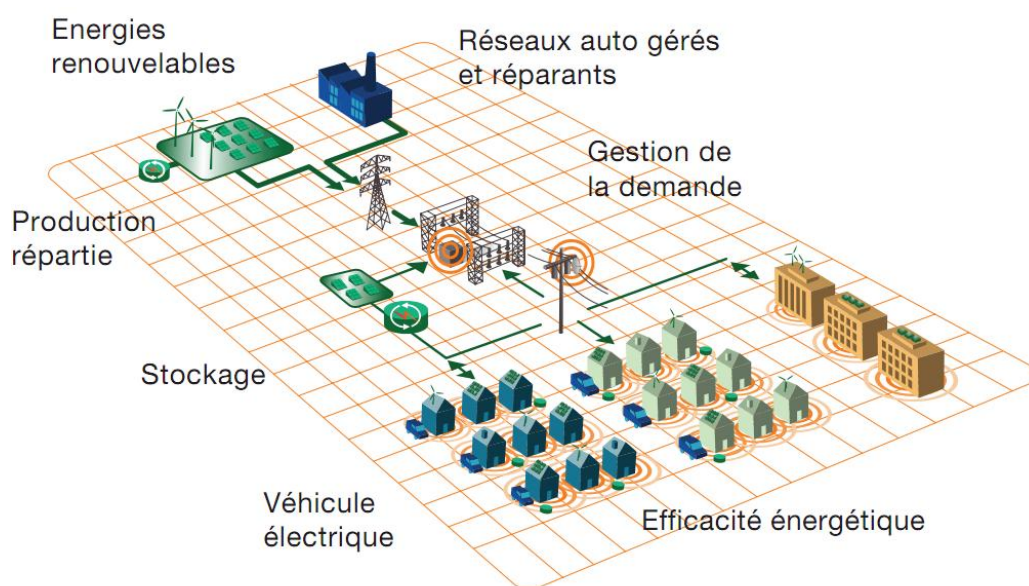 Energies
renouvelables
Réseaux auto gérés
et réparants
Gestion de
la demande
Production
répartie
Stockage
Véhicule
électrique
Efficacité énergétique